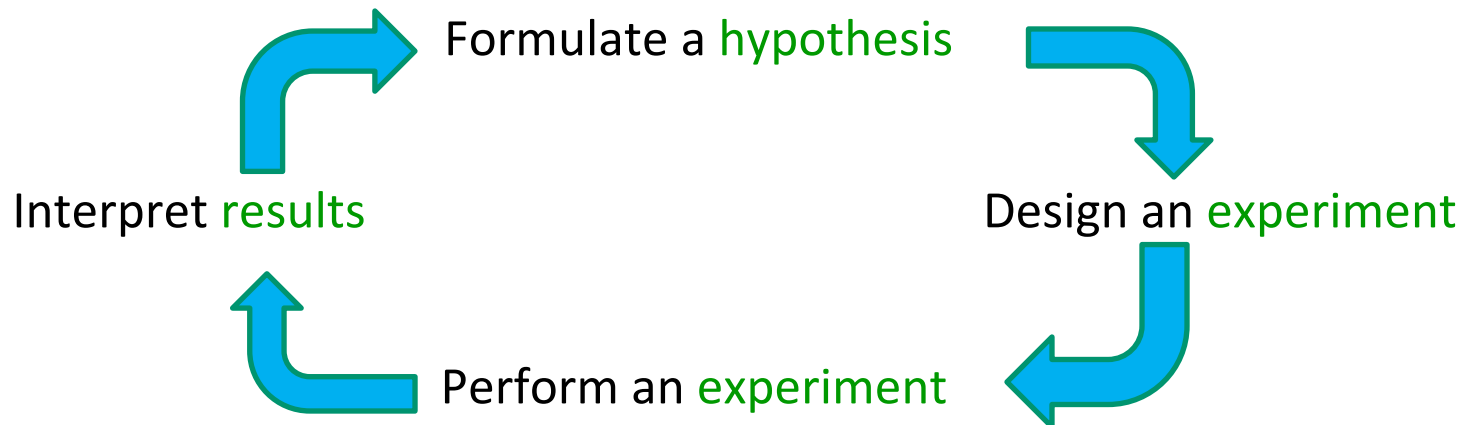 Formulate a hypothesis
Interpret results
Design an experiment
Perform an experiment